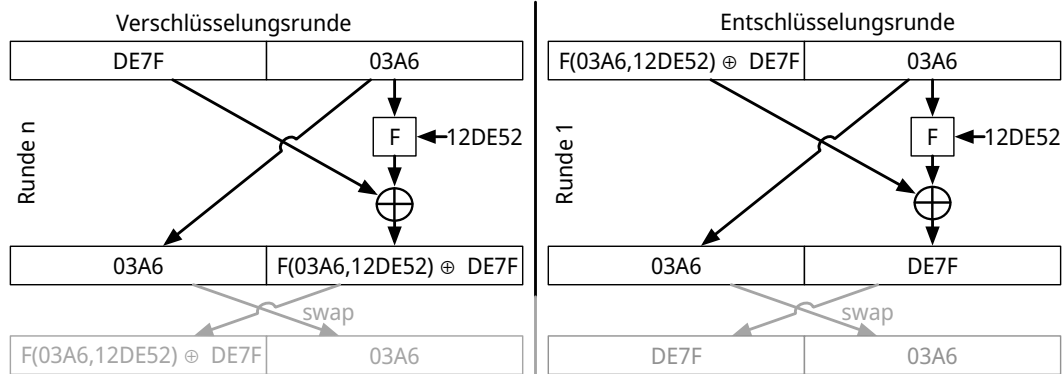 Verschlüsselungsrunde
DE7F 03A6
Runde n
F
12DE52
03A6 F(03A6,12DE52) ⊕ DE7F
swap
F(03A6,12DE52) ⊕ DE7F 03A6
Entschlüsselungsrunde
F(03A6,12DE52) ⊕ DE7F 03A6
Runde 1
F
12DE52
03A6 DE7F
swap
DE7F 03A6